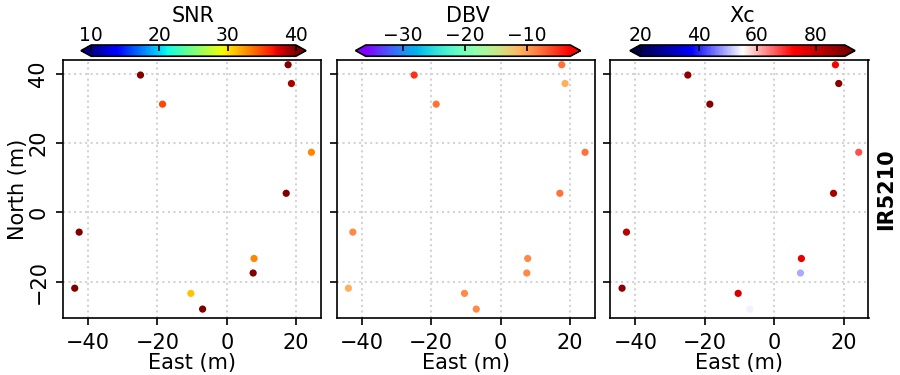 SNR DBV Xc
10 20 30 40 −30 −20 −10 20 40 60 80
40
20
0
−20
North (m)
IR5210
−40 −20 0 20 −40 −20 0 20 −40 −20 0 20
East (m) East (m) East (m)